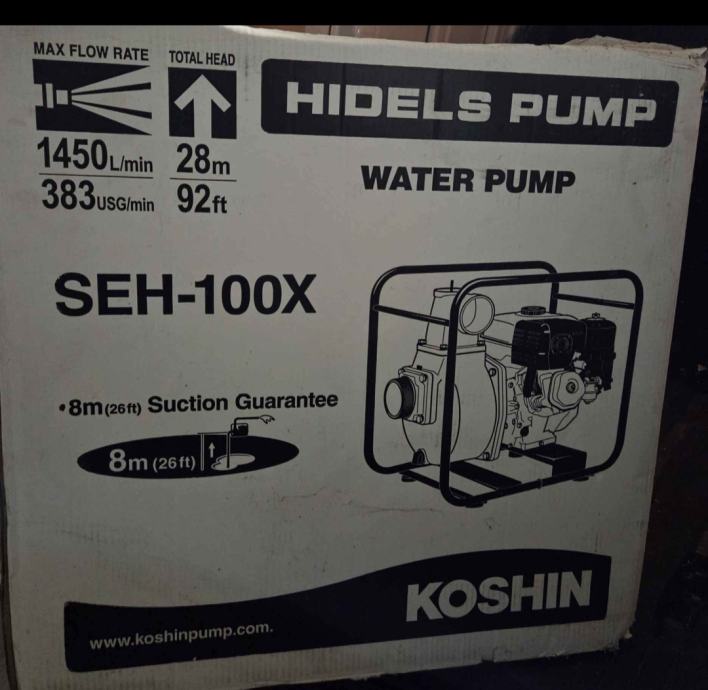 MAX FLOW RATE
TOTAL HEAD
1450L/min
383USG/min
28m
92ft
HIDELS PUMP
WATER PUMP
SEH-100X
•8m(26ft) Suction Guarantee
8m(26ft)
KOSHIN
www.koshinpump.com.